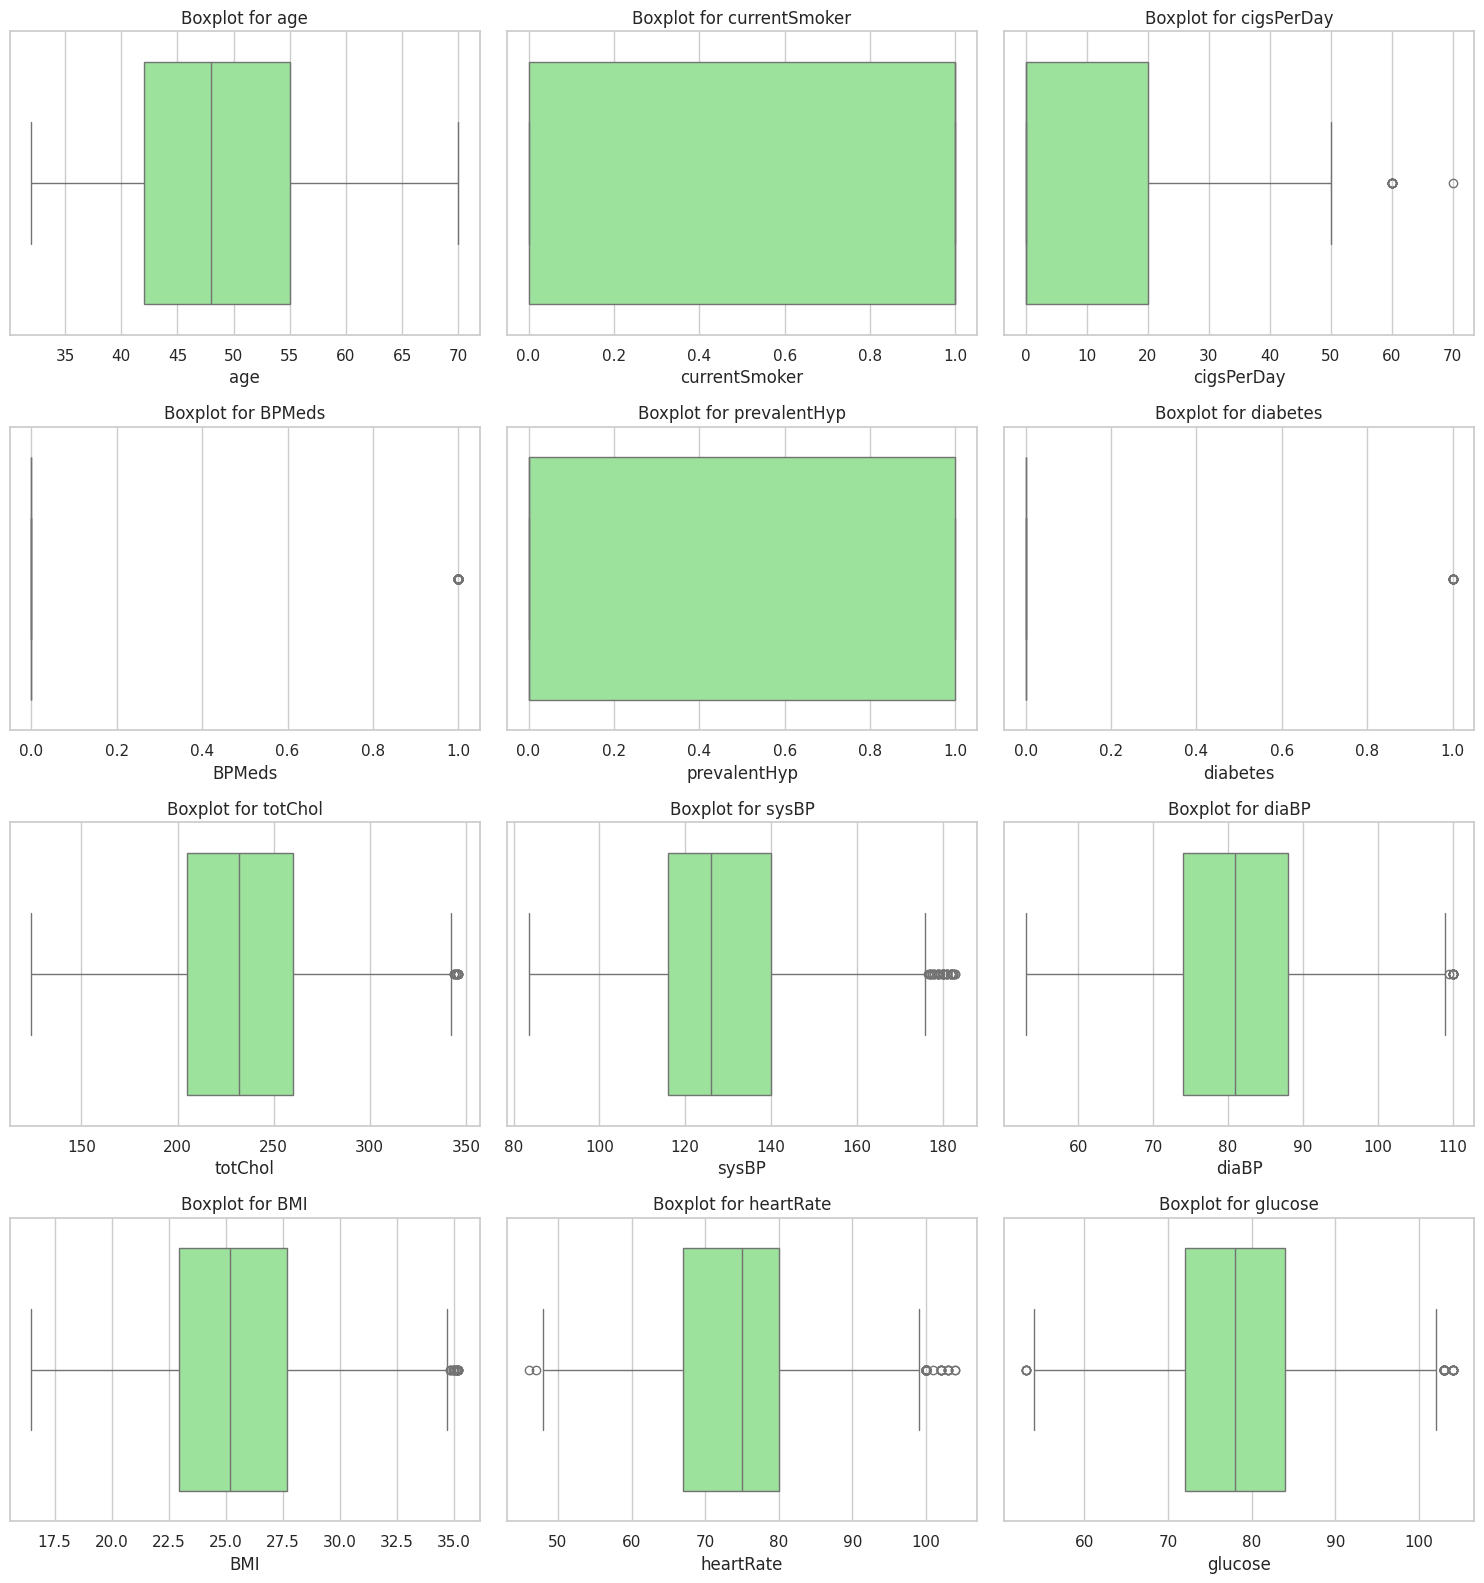 Boxplot for age
Boxplot for currentSmoker
Boxplot for cigsPerDay
35 40 45 50 55 60 65 70
0.0 0.2 0.4 0.6 0.8 1.0
0 10 20 30 40 50 60 70
age
currentSmoker
cigsPerDay
Boxplot for BPMeds
Boxplot for prevalentHyp
Boxplot for diabetes
0.0 0.2 0.4 0.6 0.8 1.0
0.0 0.2 0.4 0.6 0.8 1.0
0.0 0.2 0.4 0.6 0.8 1.0
BPMeds
prevalentHyp
diabetes
Boxplot for totChol
Boxplot for sysBP
Boxplot for diaBP
150 200 250 300 350
80 100 120 140 160 180
60 70 80 90 100 110
totChol
sysBP
diaBP
Boxplot for BMI
Boxplot for heartRate
Boxplot for glucose
17.5 20.0 22.5 25.0 27.5 30.0 32.5 35.0
50 60 70 80 90 100
60 70 80 90 100
BMI
heartRate
glucose